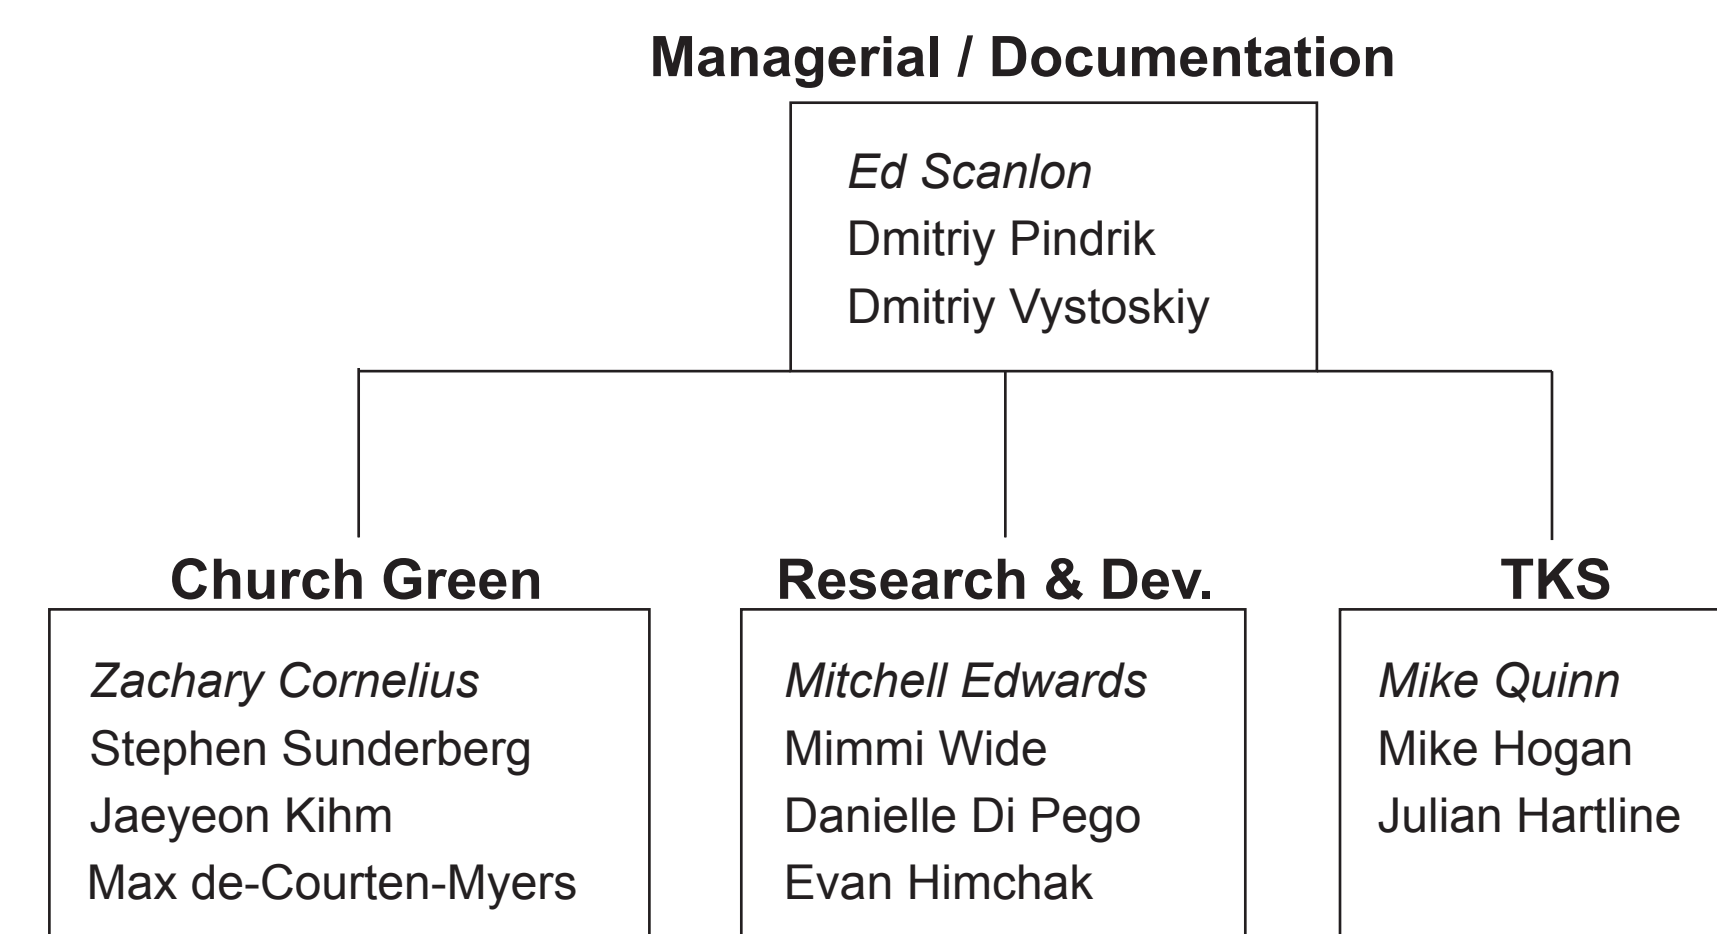 Managerial / Documentation
Ed Scanlon
Dmitriy Pindrik
Dmitriy Vystoskiy
Church Green
Zachary Cornelius
Stephen Sunderberg
Jaeyeon Kihm
Max de-Courten-Myers
Research & Dev.
Mitchell Edwards
Mimmi Wide
Danielle Di Pego
Evan Himchak
TKS
Mike Quinn
Mike Hogan
Julian Hartline